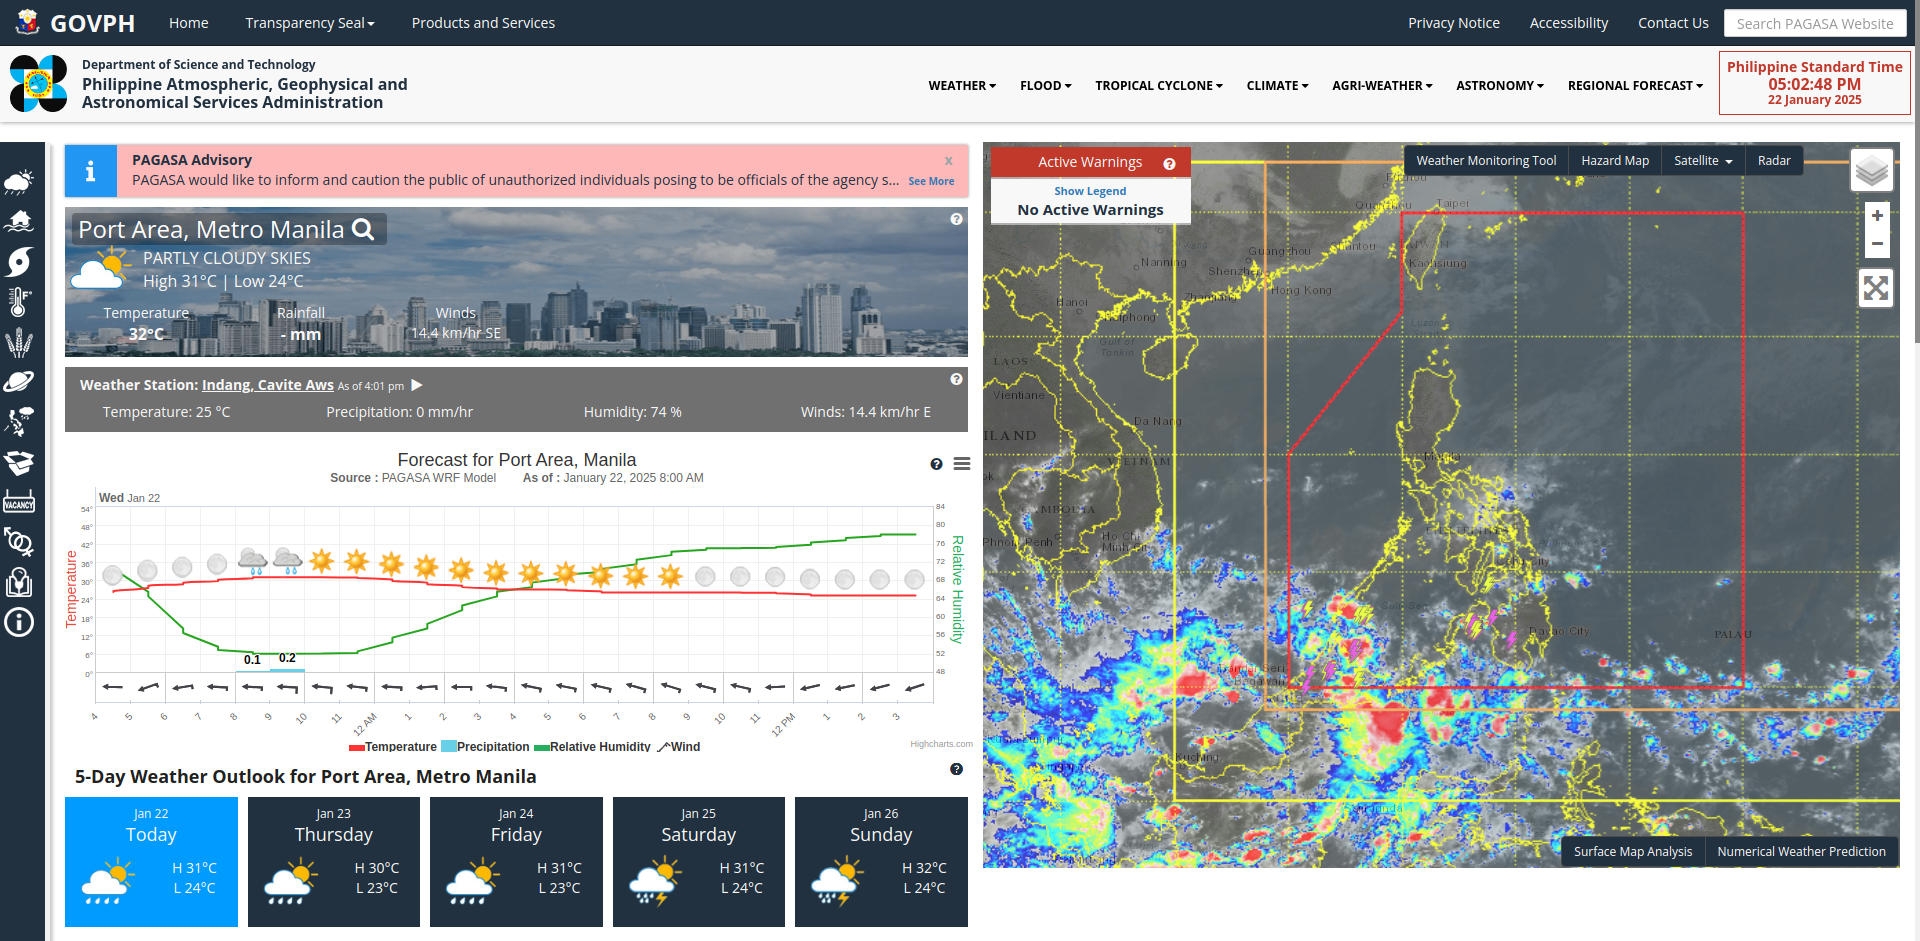 GOVPH Home Transparency Seal Products and Services Privacy Notice Accessibility Contact Us Search PAGASA Website
Department of Science and Technology
Philippine Atmospheric, Geophysical and
Astronomical Services Administration
WEATHER FLOOD TROPICAL CYCLONE CLIMATE AGRI-WEATHER ASTRONOMY REGIONAL FORECAST
Philippine Standard Time
05:02:48 PM
22 January 2025
VACANCY
PAGASA Advisory x
PAGASA would like to inform and caution the public of unauthorized individuals posing to be officials of the agency s... See More
Port Area, Metro Manila
PARTLY CLOUDY SKIES
High 31°C | Low 24°C
Temperature Rainfall Winds
32°C - mm 14.4 km/hr SE
Weather Station: Indang, Cavite Aws As of 4:01 pm
Temperature: 25 °C Precipitation: 0 mm/hr Humidity: 74 % Winds: 14.4 km/hr E
Forecast for Port Area, Manila
Source : PAGASA WRF Model As of : January 22, 2025 8:00 AM
Wed Jan 22
Temperature
54°
48°
42°
36°
30°
24°
18°
12°
6°
0°
84
80
76
72
68
64
60
56
52
48
Relative Humidity
0.1 0.2
4 5 6 7 8 9 10 11 12 AM 1 2 3 4 5 6 7 8 9 10 11 12 PM 1 2 3
Temperature Precipitation Relative Humidity Wind
Highcharts.com
5-Day Weather Outlook for Port Area, Metro Manila
Jan 22
Today
H 31°C
L 24°C
Jan 23
Thursday
H 30°C
L 23°C
Jan 24
Friday
H 31°C
L 23°C
Jan 25
Saturday
H 31°C
L 24°C
Jan 26
Sunday
H 32°C
L 24°C
Active Warnings
Show Legend
No Active Warnings
Weather Monitoring Tool Hazard Map Satellite Radar
+
−
Taipei
Guangzhou
Kaohsiung
Nanning
Shenzhen
Hong Kong
Hanoi
Gulf of
Tonkin
LAOS
Vientiane
Da Nang
ILAND
VIETNAM
Manila
Phnom Penh
Ho Chi
Minh City
Davao City
PALAU
Bandar Seri
Begawan
Kuching
Surface Map Analysis Numerical Weather Prediction